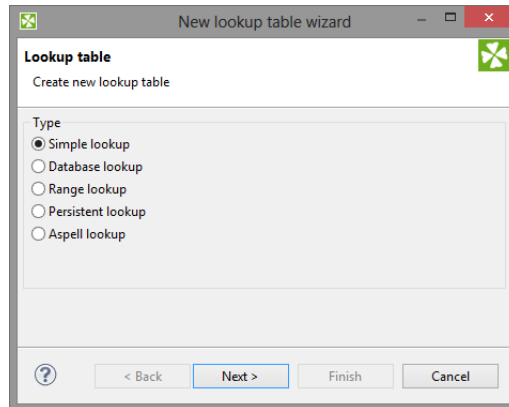 New lookup table wizard
Lookup table
Create new lookup table
Type
Simple lookup
Database lookup
Range lookup
Persistent lookup
Aspell lookup
? < Back Next > Finish Cancel